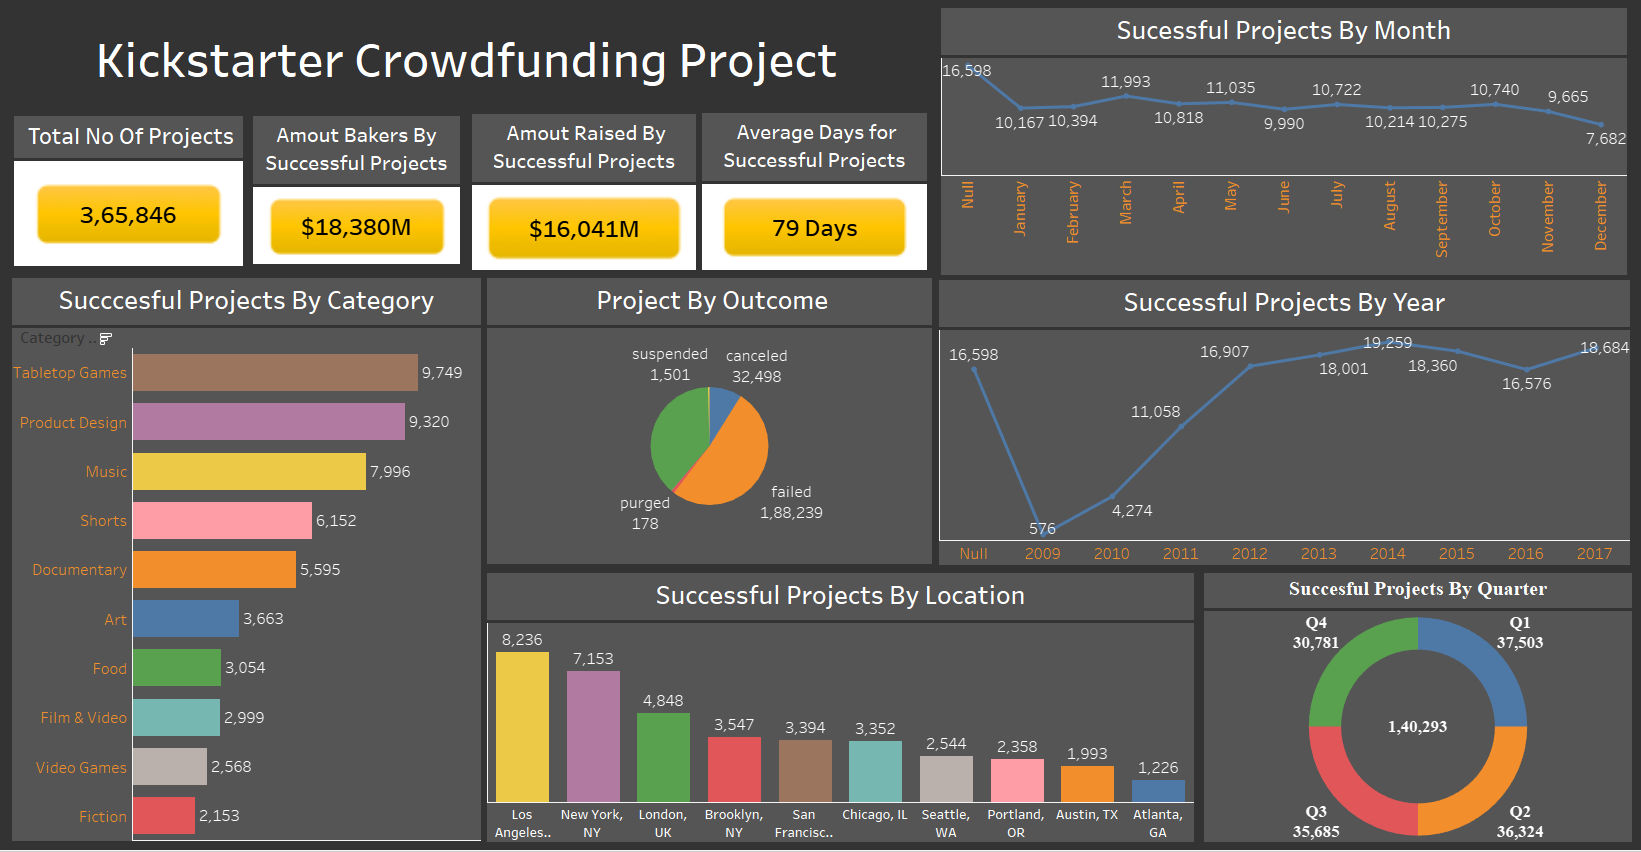 Kickstarter Crowdfunding Project
Total No Of Projects
3,65,846
Amout Bakers By
Successful Projects
$18,380M
Amout Raised By
Successful Projects
$16,041M
Average Days for
Successful Projects
79 Days
Sucessful Projects By Month
16,598
10,167
10,394
11,993
10,818
11,035
9,990
10,722
10,214
10,275
10,740
9,665
7,682
Null
January
February
March
April
May
June
July
August
September
October
November
December
Succcesful Projects By Category
Category ..
Tabletop Games
9,749
Product Design
9,320
Music
7,996
Shorts
6,152
Documentary
5,595
Art
3,663
Food
3,054
Film & Video
2,999
Video Games
2,568
Fiction
2,153
Project By Outcome
suspended
1,501
canceled
32,498
purged
178
failed
1,88,239
Successful Projects By Year
16,598
576
4,274
11,058
16,907
18,001
19,259
18,360
16,576
18,684
Null
2009
2010
2011
2012
2013
2014
2015
2016
2017
Successful Projects By Location
8,236
7,153
4,848
3,547
3,394
3,352
2,544
2,358
1,993
1,226
Los
Angeles..
New York,
NY
London,
UK
Brooklyn,
NY
San
Francisc..
Chicago, IL
Seattle,
WA
Portland,
OR
Austin, TX
Atlanta,
GA
Succesful Projects By Quarter
Q4
30,781
Q1
37,503
1,40,293
Q3
35,685
Q2
36,324